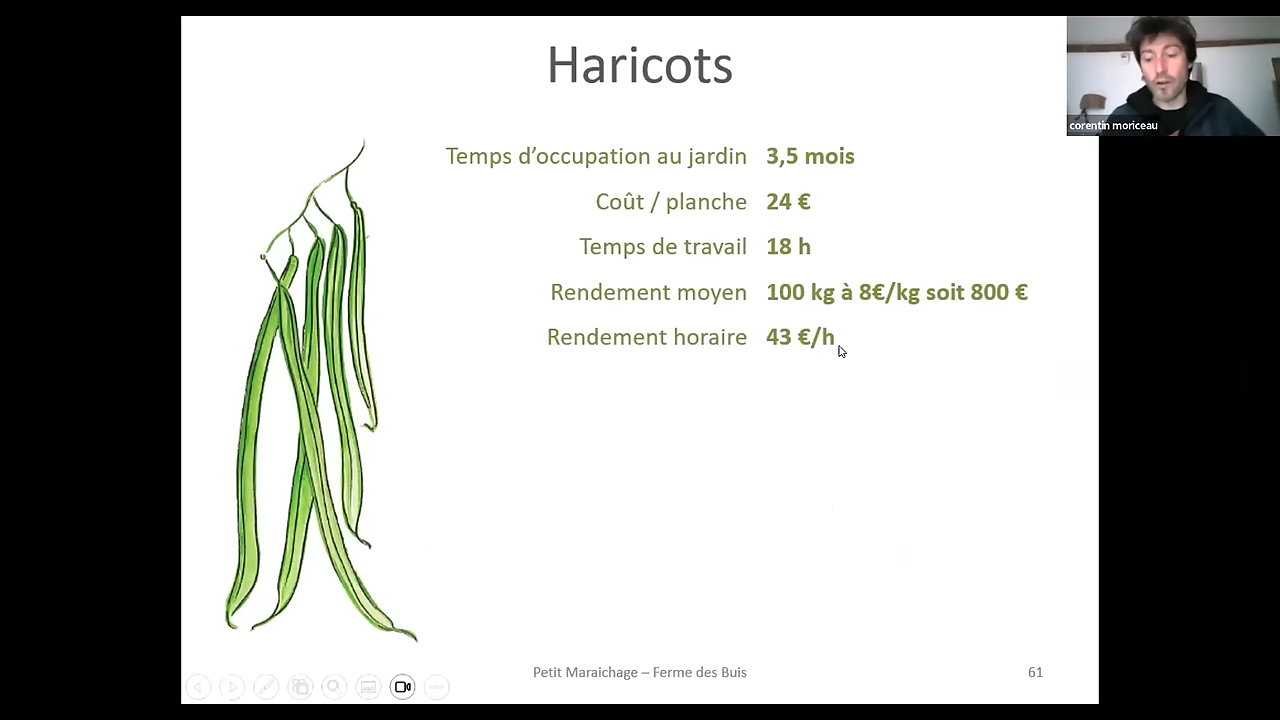 Haricots
corentin moriceau
Temps d’occupation au jardin 3,5 mois
Coût / planche 24 €
Temps de travail 18 h
Rendement moyen 100 kg à 8€/kg soit 800 €
Rendement horaire 43 €/h
Petit Maraichage – Ferme des Buis
61